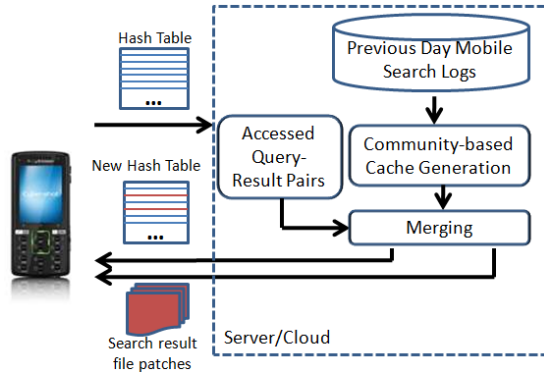 Hash Table
...
Previous Day Mobile
Search Logs
Accessed
Query-
Result Pairs
Community-based
Cache Generation
New Hash Table
...
Merging
Search result
file patches
Server/Cloud